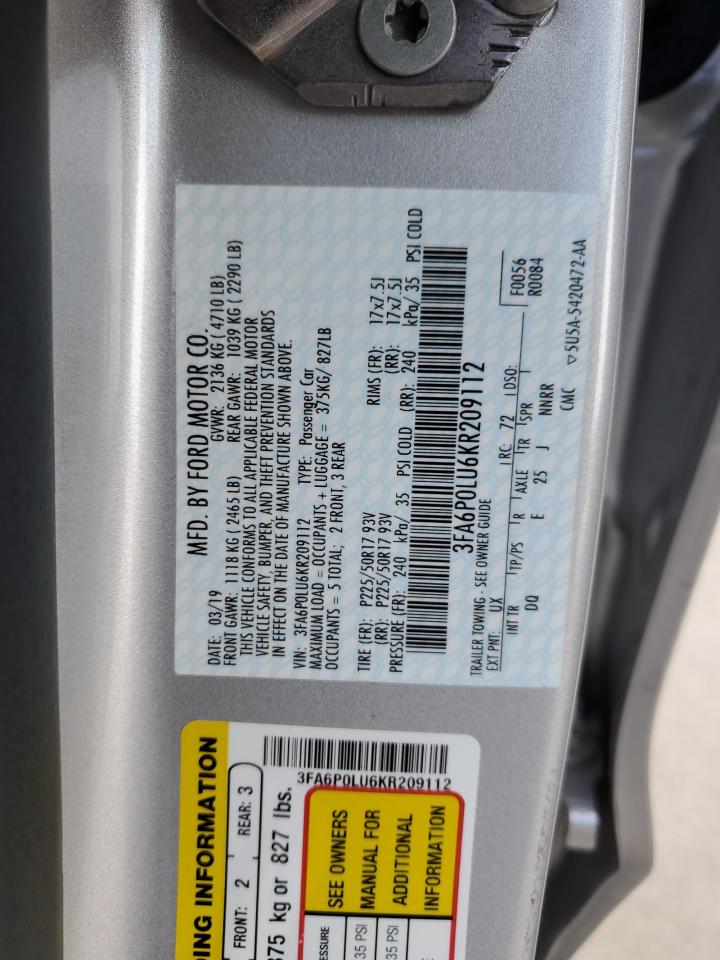 MFD. BY FORD MOTOR CO.
DATE: 03/19 GVWR: 2136 KG ( 4710 LB)
FRONT GAWR: 1118 KG ( 2465 LB) REAR GAWR: 1039 KG ( 2290 LB)
THIS VEHICLE CONFORMS TO ALL APPLICABLE FEDERAL MOTOR
VEHICLE SAFETY, BUMPER, AND THEFT PREVENTION STANDARDS
IN EFFECT ON THE DATE OF MANUFACTURE SHOWN ABOVE.
VIN: 3FA6P0LU6KR209112 TYPE: Passenger Car
MAXIMUM LOAD = OCCUPANTS + LUGGAGE = 375KG/ 827LB
OCCUPANTS = 5 TOTAL; 2 FRONT, 3 REAR
TIRE (FR): P225/50R17 93V RIMS (FR): 17x7.5J
(RR): P225/50R17 93V (RR): 17x7.5J
PRESSURE (FR): 240 kPa/ 35 PSI COLD (RR): 240 kPa/ 35 PSI COLD
3FA6P0LU6KR209112
TRAILER TOWING - SEE OWNER GUIDE
EXT PNT: UX RC: 72 DSO: F0056
INT TR TP/PS R AXLE TR SPR R0084
DQ E 25 J NNRR
CMC ▽5U5A-5420472-AA
DING INFORMATION
FRONT: 2 REAR: 3
375 kg or 827 lbs.
3FA6P0LU6KR209112
SEE OWNERS
MANUAL FOR
ADDITIONAL
INFORMATION
ESSURE
35 PSI
35 PSI